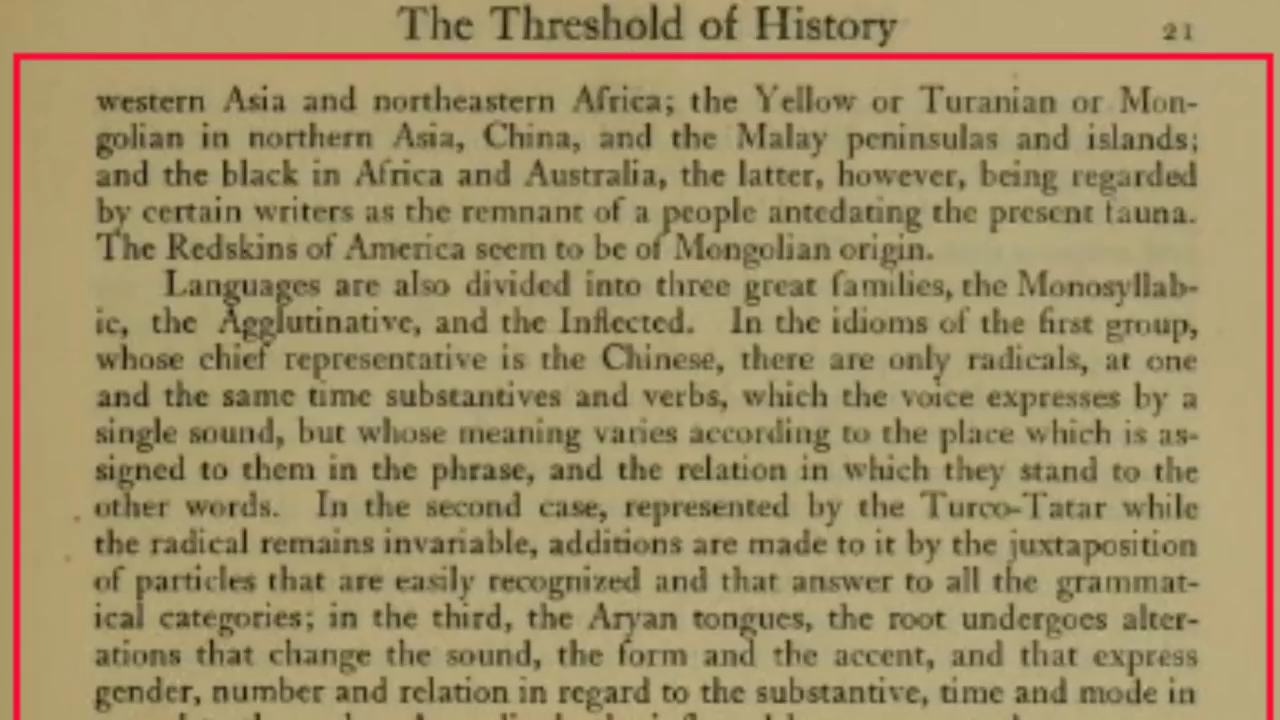 The Threshold of History 21
western Asia and northeastern Africa; the Yellow or Turanian or Mon-
golian in northern Asia, China, and the Malay peninsulas and islands;
and the black in Africa and Australia, the latter, however, being regarded
by certain writers as the remnant of a people antedating the present fauna.
The Redskins of America seem to be of Mongolian origin.
Languages are also divided into three great families, the Monosyllab-
ic, the Agglutinative, and the Inflected. In the idioms of the first group,
whose chief representative is the Chinese, there are only radicals, at one
and the same time substantives and verbs, which the voice expresses by a
single sound, but whose meaning varies according to the place which is as-
signed to them in the phrase, and the relation in which they stand to the
other words. In the second case, represented by the Turco-Tatar while
the radical remains invariable, additions are made to it by the juxtaposition
of particles that are easily recognized and that answer to all the grammat-
ical categories; in the third, the Aryan tongues, the root undergoes alter-
ations that change the sound, the form and the accent, and that express
gender, number and relation in regard to the substantive, time and mode in